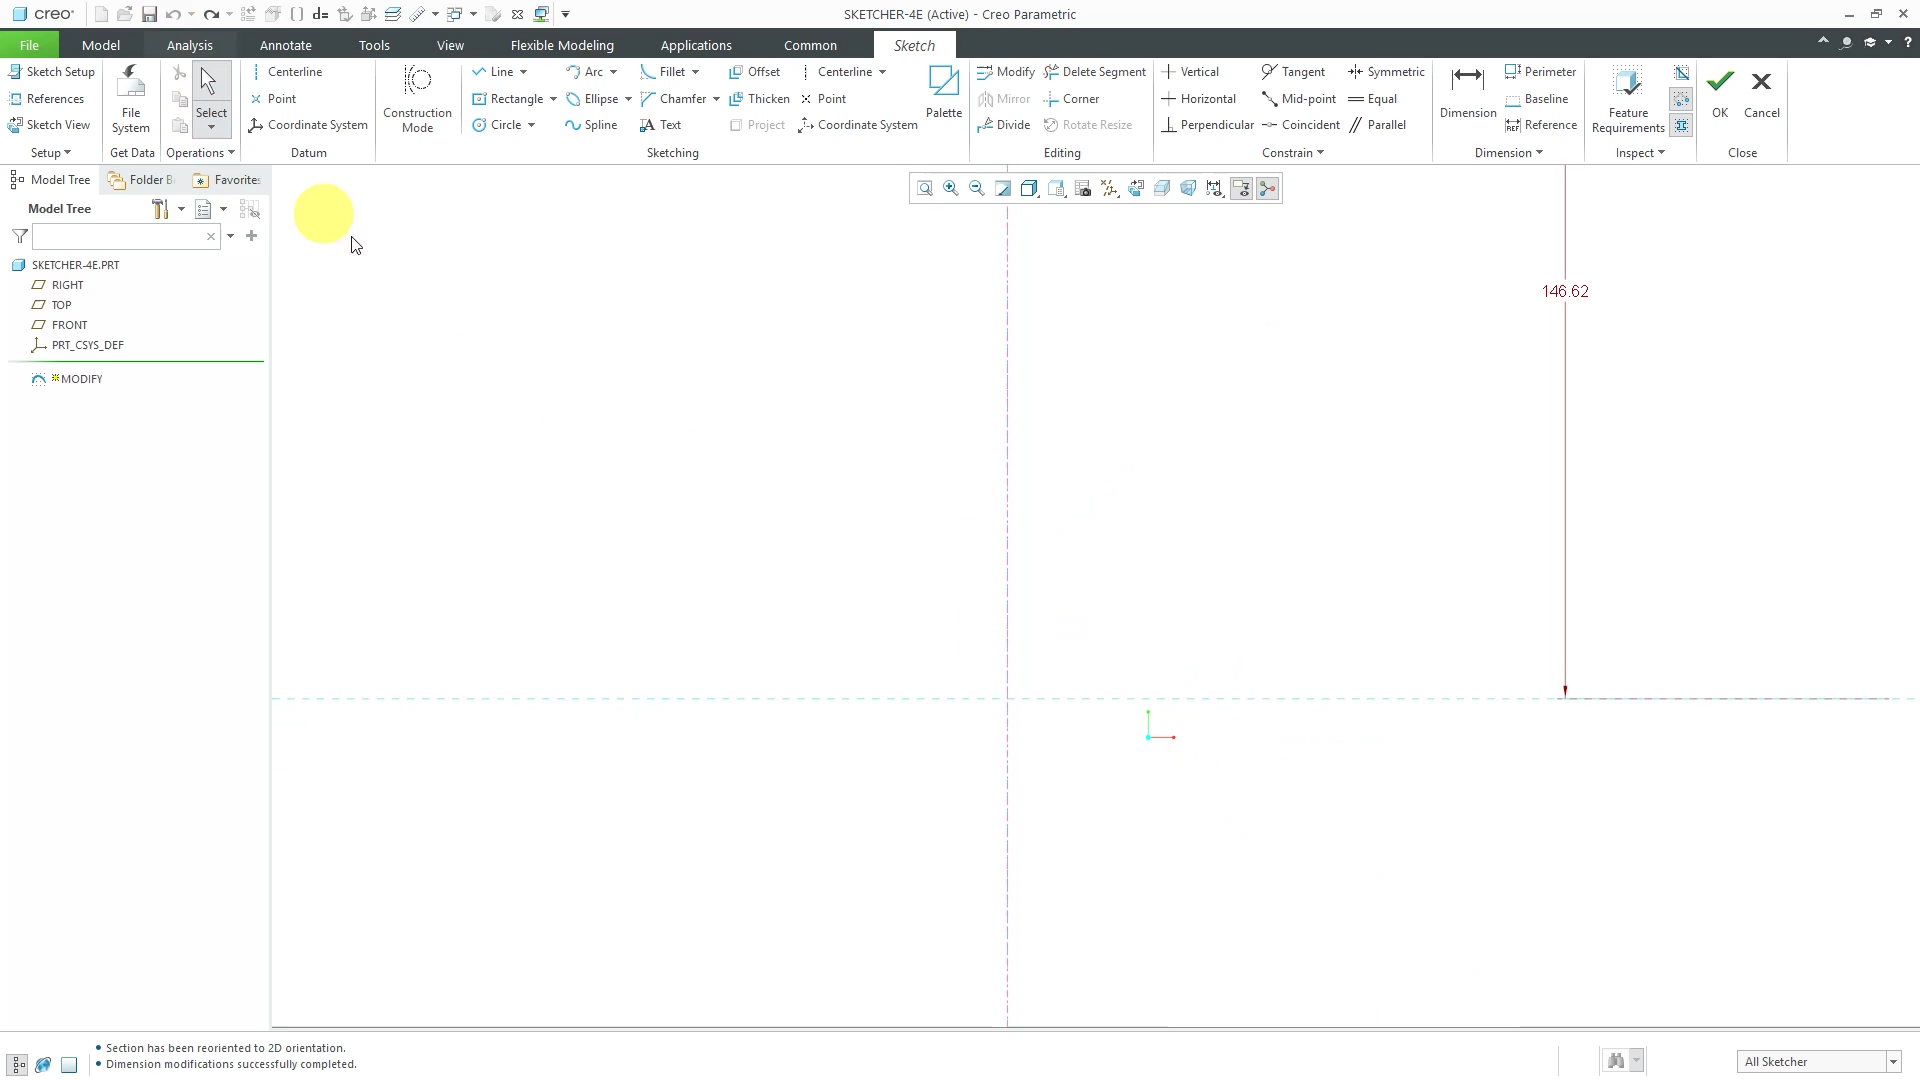 creo
SKETCHER-4E (Active) - Creo Parametric
File Model Analysis Annotate Tools View Flexible Modeling Applications Common Sketch
Sketch Setup
References
Sketch View
Setup
File System
Get Data
Select
Operations
Centerline
Point
Coordinate System
Datum
Construction Mode
Line Arc Fillet Offset Centerline
Rectangle Ellipse Chamfer Thicken Point
Circle Spline Text Project Coordinate System
Palette
Sketching
Modify Delete Segment
Mirror Corner
Divide Rotate Resize
Editing
Vertical Tangent Symmetric
Horizontal Mid-point Equal
Perpendicular Coincident Parallel
Constrain
Dimension
Perimeter
Baseline
Reference
Dimension
Feature Requirements
Inspect
OK
Cancel
Close
Model Tree Folder B Favorites
Model Tree
SKETCHER-4E.PRT
RIGHT
TOP
FRONT
PRT_CSYS_DEF
MODIFY
146.62
Section has been reoriented to 2D orientation.
Dimension modifications successfully completed.
All Sketcher